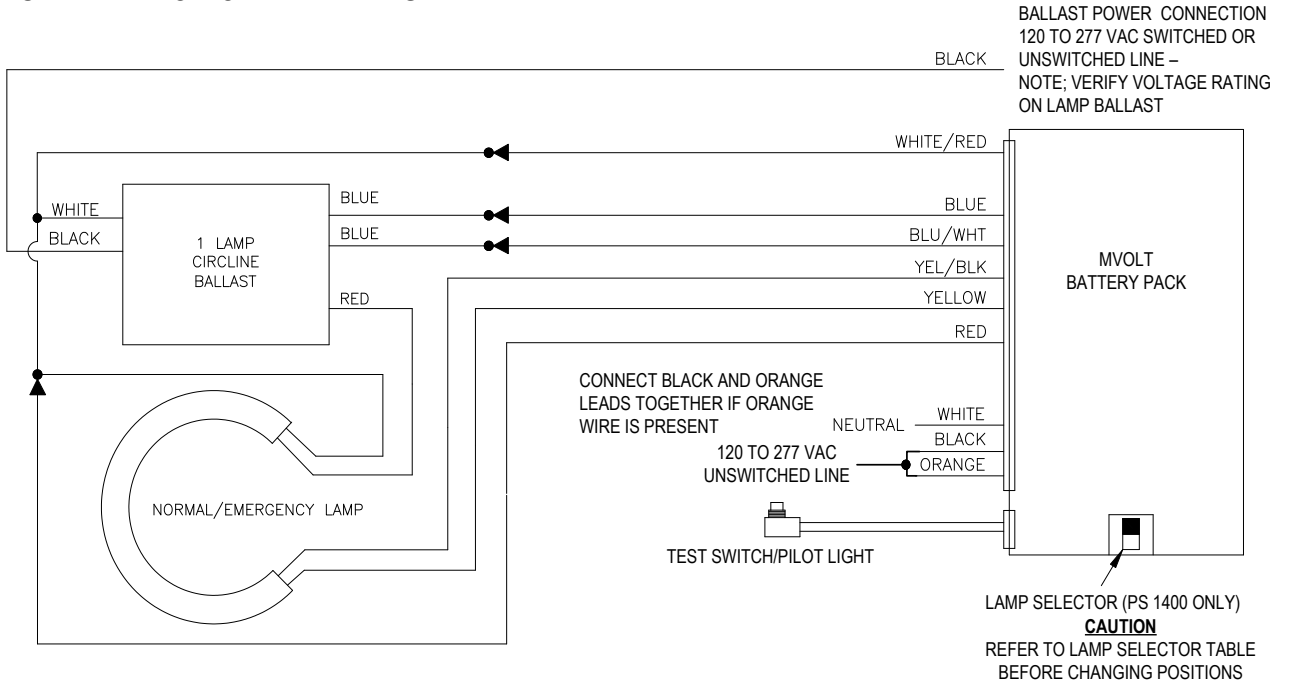 BALLAST POWER CONNECTION
120 TO 277 VAC SWITCHED OR
UNSWITCHED LINE –
NOTE; VERIFY VOLTAGE RATING
ON LAMP BALLAST
BLACK
WHITE/RED
WHITE
BLACK
1 LAMP
CIRCLINE
BALLAST
BLUE
BLUE
RED
BLUE
BLU/WHT
YEL/BLK
YELLOW
RED
MVOLT
BATTERY PACK
CONNECT BLACK AND ORANGE
LEADS TOGETHER IF ORANGE
WIRE IS PRESENT
NEUTRAL
WHITE
BLACK
ORANGE
120 TO 277 VAC
UNSWITCHED LINE
NORMAL/EMERGENCY LAMP
TEST SWITCH/PILOT LIGHT
LAMP SELECTOR (PS 1400 ONLY)
CAUTION
REFER TO LAMP SELECTOR TABLE
BEFORE CHANGING POSITIONS